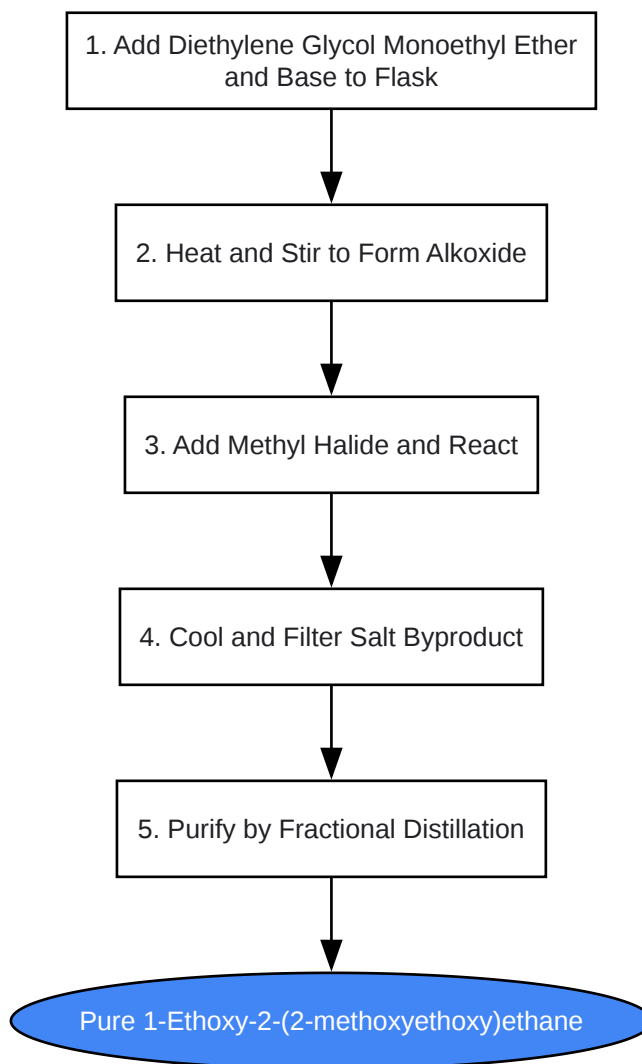 1. Add Diethylene Glycol Monoethyl Ether
and Base to Flask
2. Heat and Stir to Form Alkoxide
3. Add Methyl Halide and React
4. Cool and Filter Salt Byproduct
5. Purify by Fractional Distillation
Pure 1-Ethoxy-2-(2-methoxyethoxy)ethane